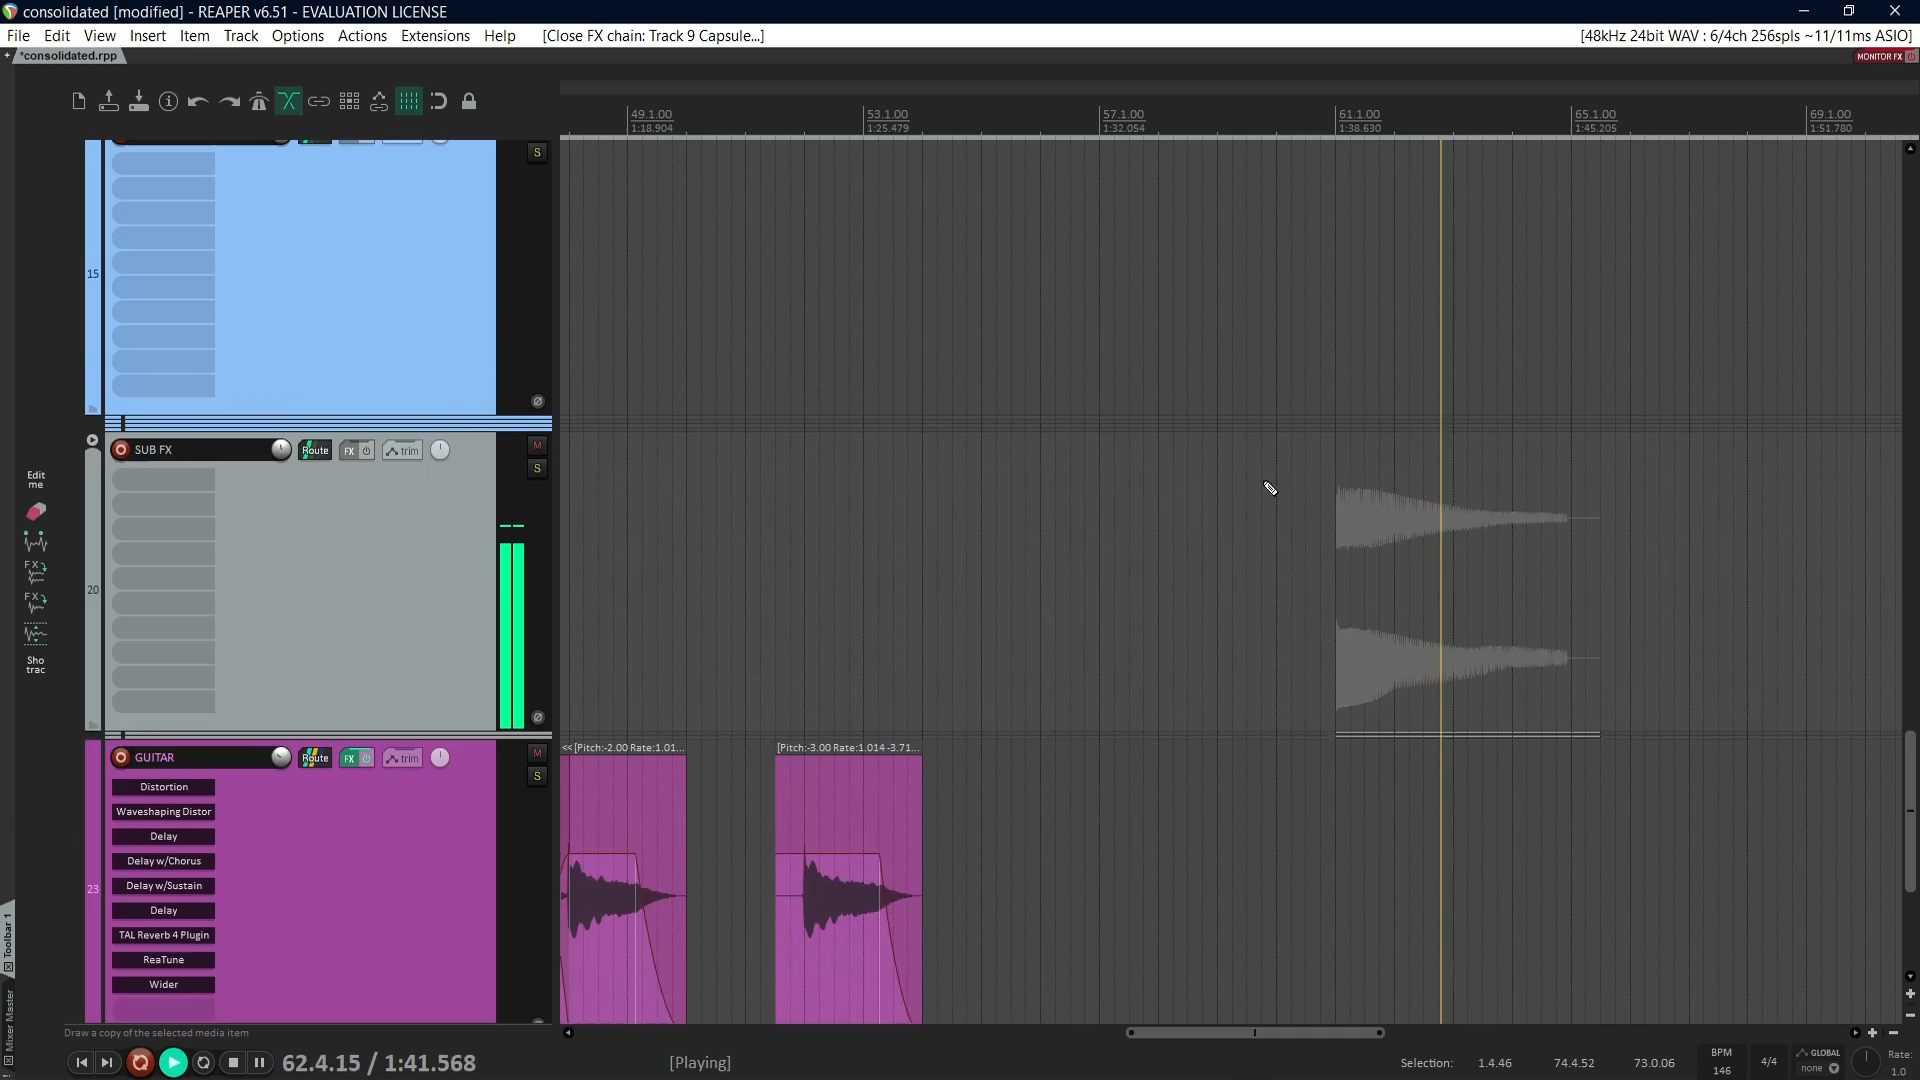 consolidated [modified] - REAPER v6.51 - EVALUATION LICENSE
File Edit View Insert Item Track Options Actions Extensions Help [Close FX chain: Track 9 Capsule...] [48kHz 24bit WAV : 6/4ch 256spls ~11/11ms ASIO]
*consolidated.rpp MONITOR FX
49.1.00 53.1.00 57.1.00 61.1.00 65.1.00 69.1.00
1:18.904 1:25.479 1:32.054 1:38.630 1:45.205 1:51.780
S
15
SUB FX Route FX trim M
S
Edit
me
FX
20
FX
Sho
trac
<< [Pitch:-2.00 Rate:1.01... [Pitch:-3.00 Rate:1.014 -3.71...
GUITAR Route FX trim M
S
Distortion
Waveshaping Distor
Delay
Delay w/Chorus
23
Delay w/Sustain
Delay
TAL Reverb 4 Plugin
ReaTune
Wider
Toolbar 1
Mixer Master
Draw a copy of the selected media item
62.4.15 / 1:41.568 [Playing] Selection: 1.4.46 74.4.52 73.0.06 BPM 146 4/4 GLOBAL none Rate: 1.0